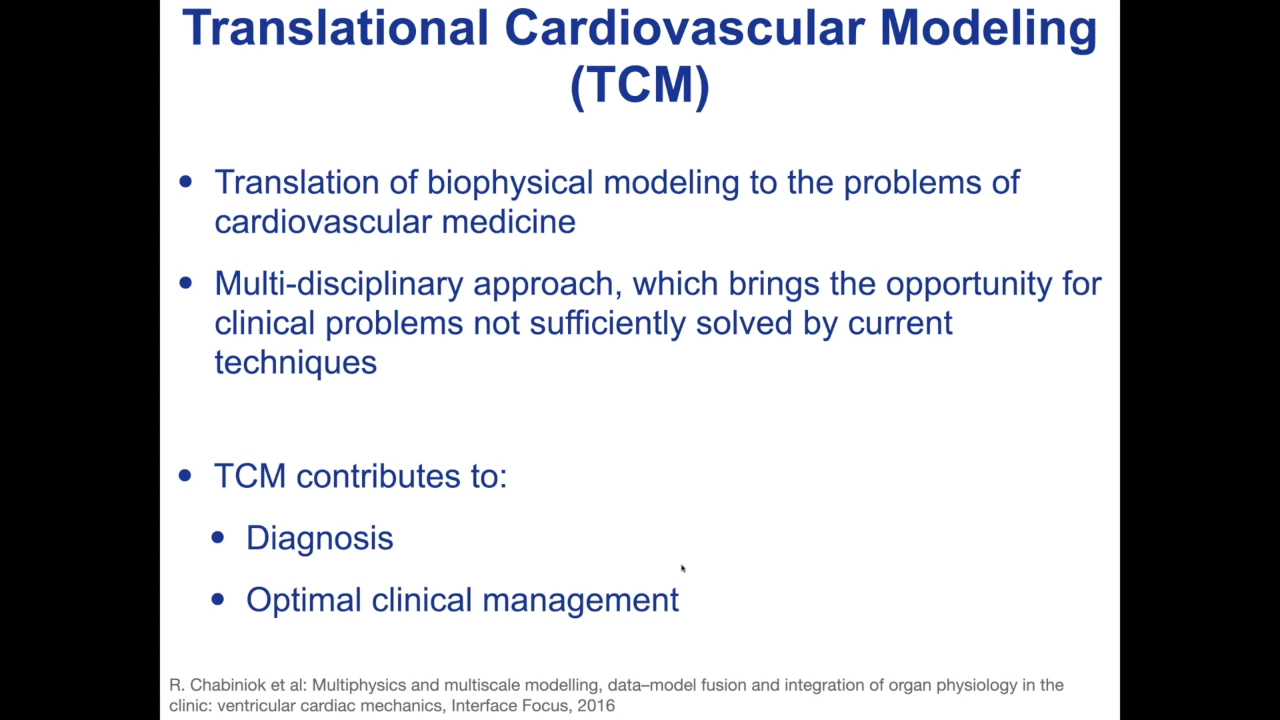 Translational Cardiovascular Modeling
(TCM)
• Translation of biophysical modeling to the problems of
cardiovascular medicine
• Multi-disciplinary approach, which brings the opportunity for
clinical problems not sufficiently solved by current
techniques
• TCM contributes to:
• Diagnosis
• Optimal clinical management
R. Chabiniok et al: Multiphysics and multiscale modelling, data–model fusion and integration of organ physiology in the
clinic: ventricular cardiac mechanics, Interface Focus, 2016